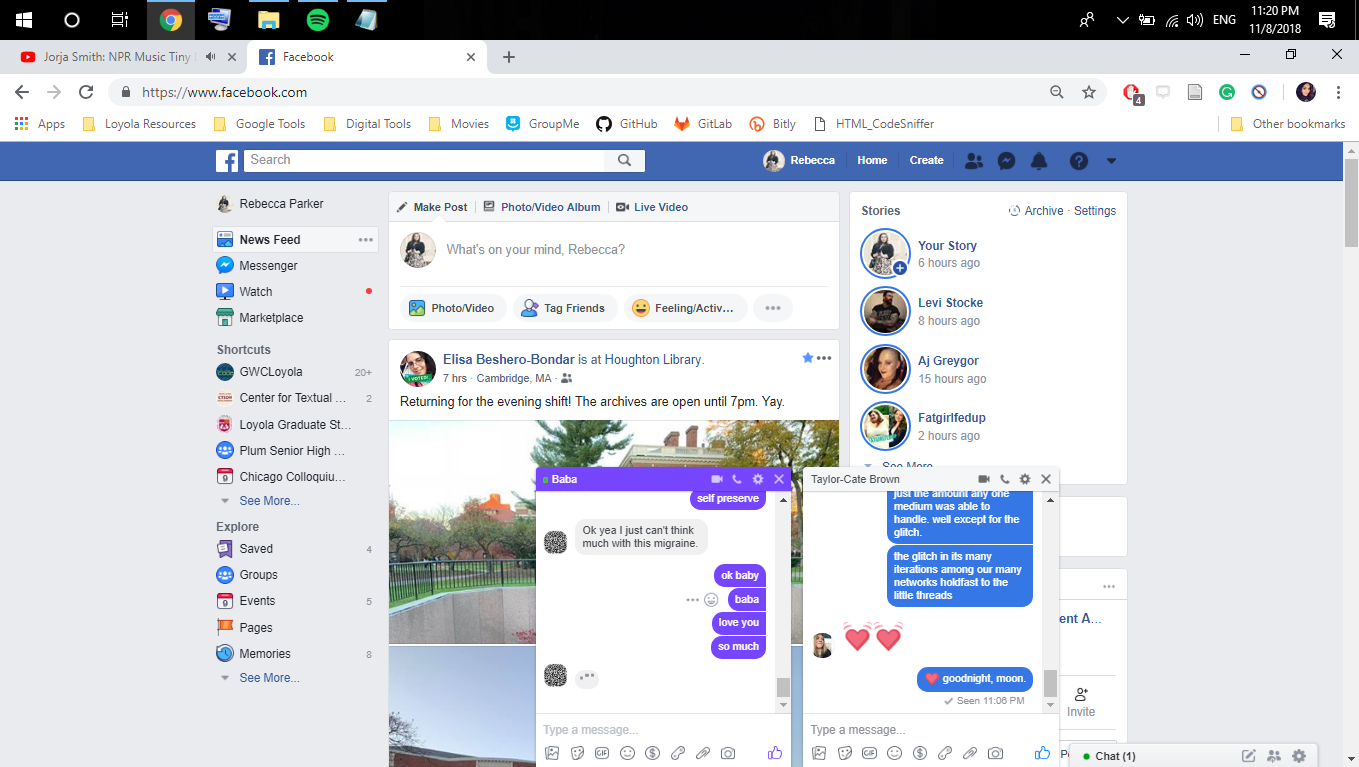 ENG
11:20 PM
11/8/2018
Jorja Smith: NPR Music Tiny
Facebook
https://www.facebook.com
4
Apps
Loyola Resources
Google Tools
Digital Tools
Movies
GroupMe
GitHub
GitLab
Bitly
HTML_CodeSniffer
Other bookmarks
Search
Rebecca
Home
Create
Rebecca Parker
News Feed
Messenger
Watch
Marketplace
Shortcuts
GWCLoyola 20+
Center for Textual ... 2
Loyola Graduate St...
Plum Senior High ...
Chicago Colloquiu...
See More...
Explore
Saved 4
Groups
Events 5
Pages
Memories 8
See More...
Make Post
Photo/Video Album
Live Video
What's on your mind, Rebecca?
Photo/Video
Tag Friends
Feeling/Activ...
Elisa Beshero-Bondar is at Houghton Library.
7 hrs · Cambridge, MA ·
Returning for the evening shift! The archives are open until 7pm. Yay.
Stories
Archive · Settings
Your Story
6 hours ago
Levi Stocke
8 hours ago
Aj Greygor
15 hours ago
Fatgirlfedup
2 hours ago
See More
ent A...
Invite
Baba
self preserve
Ok yea I just can't think
much with this migraine.
ok baby
baba
love you
so much
Type a message...
GIF
Taylor-Cate Brown
just the amount any one
medium was able to
handle. well except for the
glitch.
the glitch in its many
iterations among our many
networks holdfast to the
little threads
goodnight, moon.
Seen 11:06 PM
Type a message...
GIF
Chat (1)